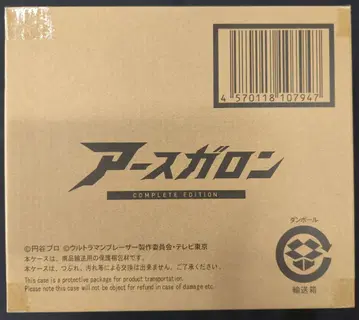 4 570118 107947
アースガロン
COMPLETE EDITION
©円谷プロ ©ウルトラマンブレーザー製作委員会・テレビ東京
本ケースは、商品輸送用の保護梱包材です。
本ケースは、つぶれ、汚れ等による交換は出来ません。ご了承ください。
This case is a protective package for product transportation.
Please note this case will not be object for refund in case of damage etc.
ダンボール
輸送箱